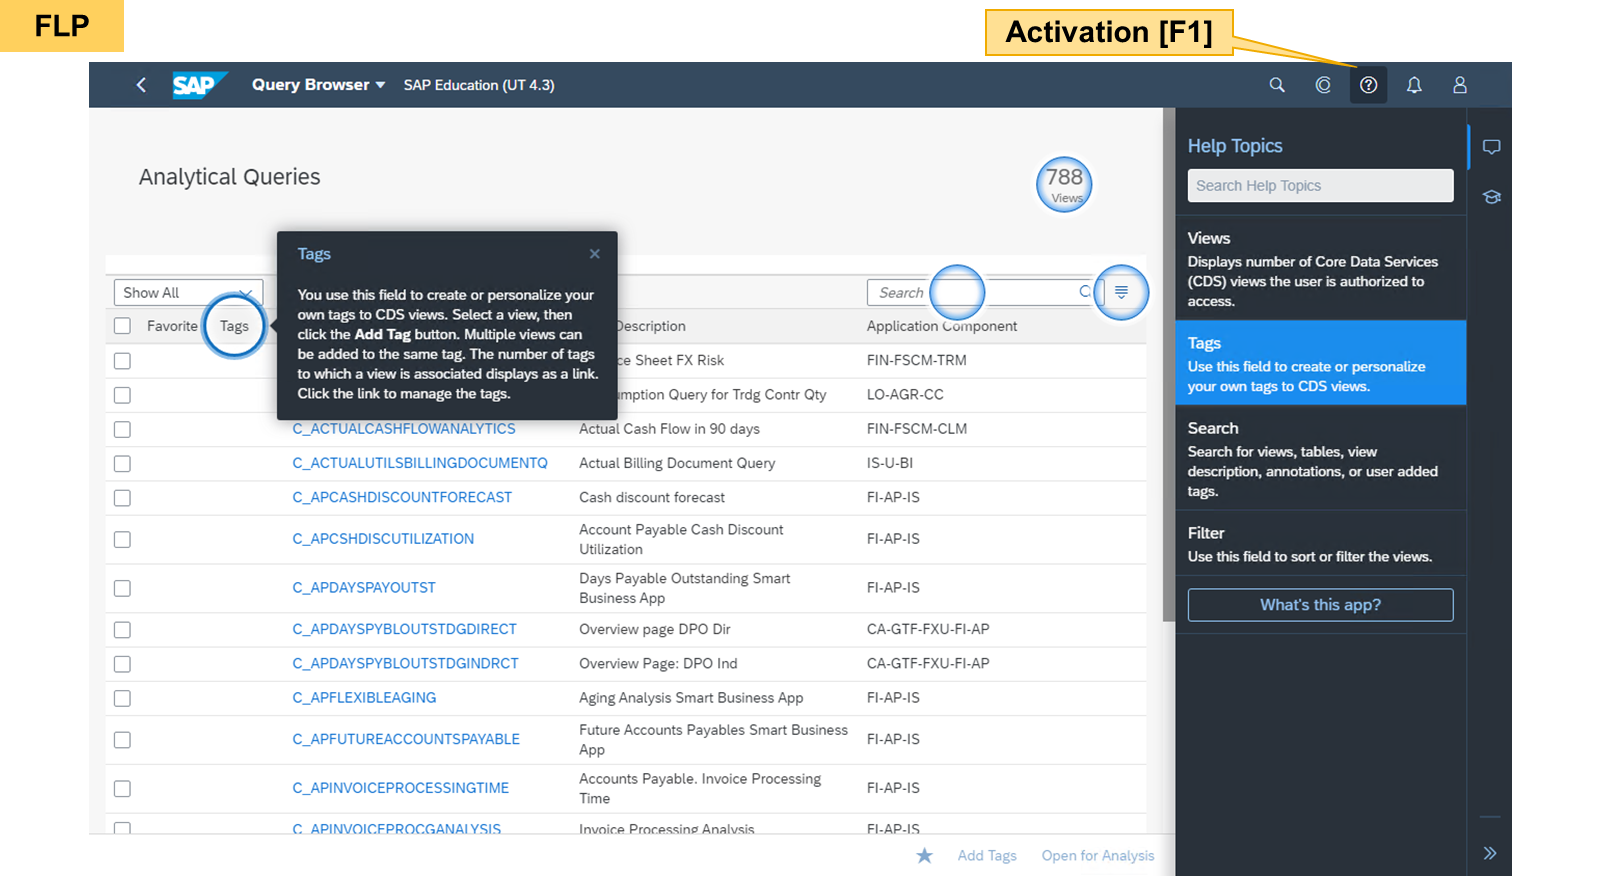 FLP
Activation [F1]
SAP
Query Browser
SAP Education (UT 4.3)
Analytical Queries
788
Views
Show All
Search
Favorite
Tags
Description
Application Component
Tags
You use this field to create or personalize your
own tags to CDS views. Select a view, then
click the Add Tag button. Multiple views can
be added to the same tag. The number of tags
to which a view is associated displays as a link.
Click the link to manage the tags.
ce Sheet FX Risk
FIN-FSCM-TRM
umption Query for Trdg Contr Qty
LO-AGR-CC
C_ACTUALCASHFLOWANALYTICS
Actual Cash Flow in 90 days
FIN-FSCM-CLM
C_ACTUALUTILSBILLINGDOCUMENTQ
Actual Billing Document Query
IS-U-BI
C_APCASHDISCOUNTFORECAST
Cash discount forecast
FI-AP-IS
C_APCSHDISCUTILIZATION
Account Payable Cash Discount
Utilization
FI-AP-IS
C_APDAYSPAYOUTST
Days Payable Outstanding Smart
Business App
FI-AP-IS
C_APDAYSPYBLOUTSTDGDIRECT
Overview page DPO Dir
CA-GTF-FXU-FI-AP
C_APDAYSPYBLOUTSTDGINDRCT
Overview Page: DPO Ind
CA-GTF-FXU-FI-AP
C_APFLEXIBLEAGING
Aging Analysis Smart Business App
FI-AP-IS
C_APFUTUREACCOUNTSPAYABLE
Future Accounts Payables Smart Business
App
FI-AP-IS
C_APINVOICEPROCESSINGTIME
Accounts Payable. Invoice Processing
Time
FI-AP-IS
C_APINVOICEPROCGANALYSIS
Invoice Processing Analysis
FI-AP-IS
Add Tags
Open for Analysis
Help Topics
Search Help Topics
Views
Displays number of Core Data Services
(CDS) views the user is authorized to
access.
Tags
Use this field to create or personalize
your own tags to CDS views.
Search
Search for views, tables, view
description, annotations, or user added
tags.
Filter
Use this field to sort or filter the views.
What's this app?